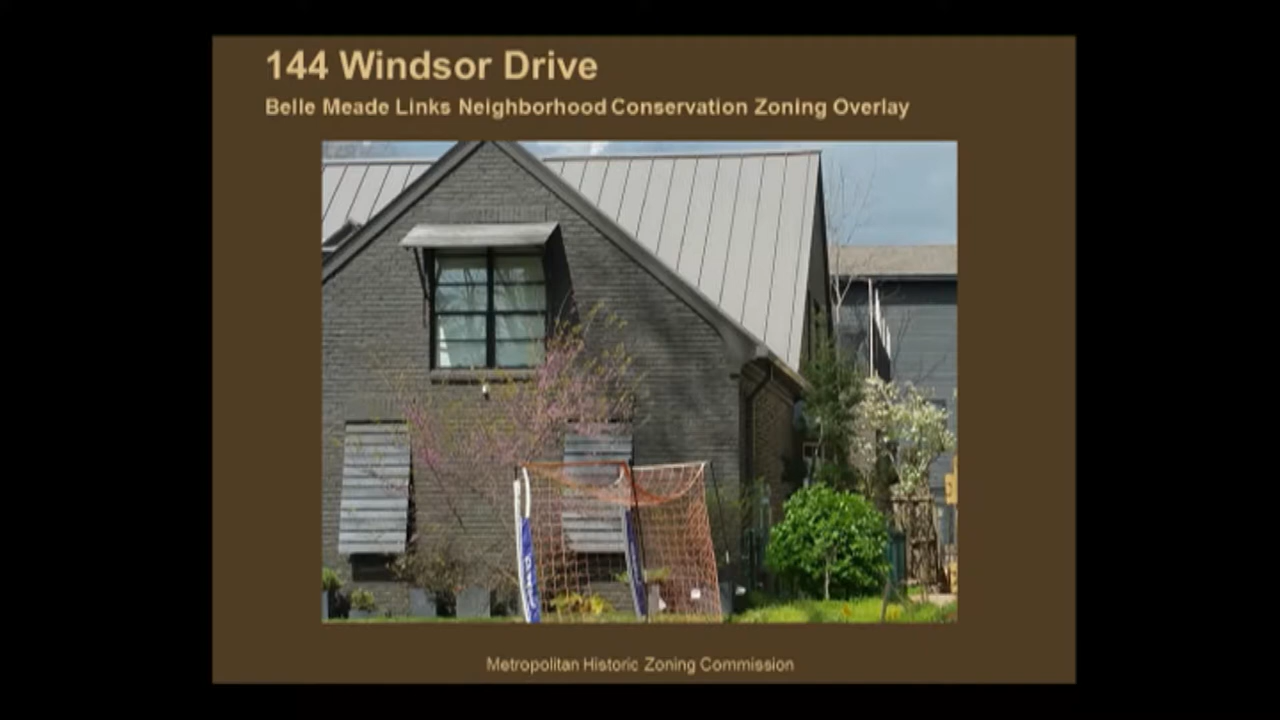 144 Windsor Drive
Belle Meade Links Neighborhood Conservation Zoning Overlay
Metropolitan Historic Zoning Commission